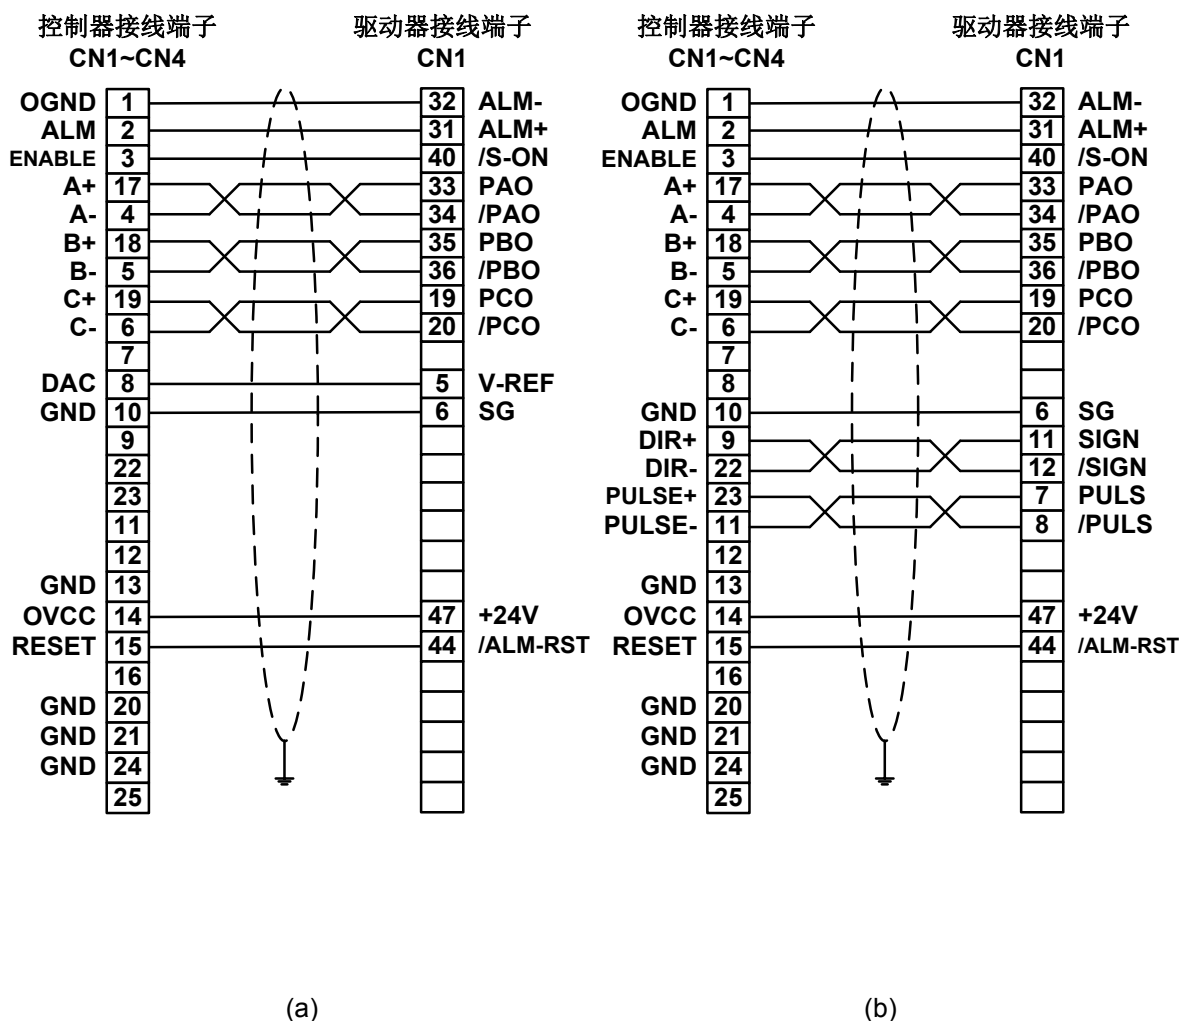 控制器接线端子 驱动器接线端子 控制器接线端子 驱动器接线端子
CN1~CN4 CN1 CN1~CN4 CN1
OGND 1 32 ALM- OGND 1 32 ALM-
ALM 2 31 ALM+ ALM 2 31 ALM+
ENABLE 3 40 /S-ON ENABLE 3 40 /S-ON
A+ 17 33 PAO A+ 17 33 PAO
A- 4 34 /PAO A- 4 34 /PAO
B+ 18 35 PBO B+ 18 35 PBO
B- 5 36 /PBO B- 5 36 /PBO
C+ 19 19 PCO C+ 19 19 PCO
C- 6 20 /PCO C- 6 20 /PCO
7 7
DAC 8 5 V-REF 8
GND 10 6 SG GND 10 6 SG
9 DIR+ 9 11 SIGN
22 DIR- 22 12 /SIGN
23 PULSE+ 23 7 PULS
11 PULSE- 11 8 /PULS
12 12
GND 13 GND 13
OVCC 14 47 +24V OVCC 14 47 +24V
RESET 15 44 /ALM-RST RESET 15 44 /ALM-RST
16 16
GND 20 GND 20
GND 21 GND 21
GND 24 GND 24
25 25
(a) (b)